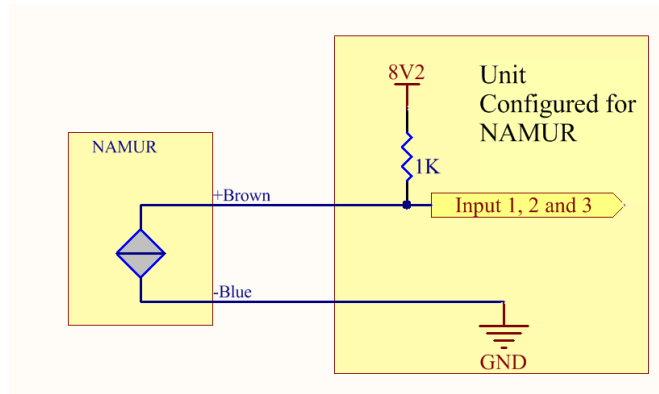 8V2
Unit
Configured for
NAMUR
NAMUR
1K
+Brown
Input 1, 2 and 3
-Blue
GND